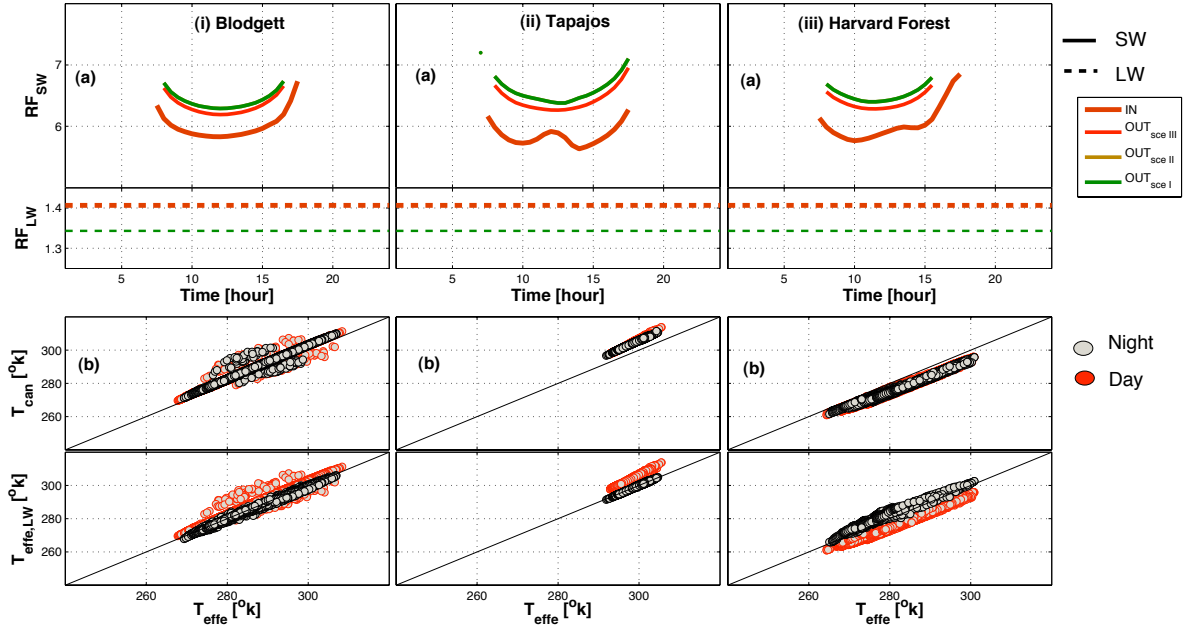 (i) Blodgett
(ii) Tapajos
(iii) Harvard Forest
(a)
(a)
(a)
RF_SW
7
6
SW
LW
IN
OUT_sce III
OUT_sce II
OUT_sce I
RF_LW
1.4
1.3
5 10 15 20
5 10 15 20
5 10 15 20
Time [hour]
Time [hour]
Time [hour]
(b)
(b)
(b)
T_can [°k]
300
280
260
Night
Day
T_effe,LW [°k]
300
280
260
260 280 300
260 280 300
260 280 300
T_effe [°k]
T_effe [°k]
T_effe [°k]